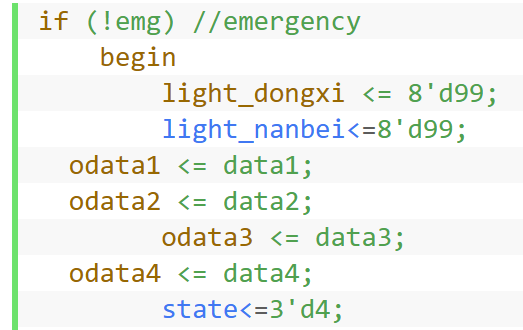 if (!emg) //emergency
begin
light_dongxi <= 8'd99;
light_nanbei<=8'd99;
odata1 <= data1;
odata2 <= data2;
odata3 <= data3;
odata4 <= data4;
state<=3'd4;